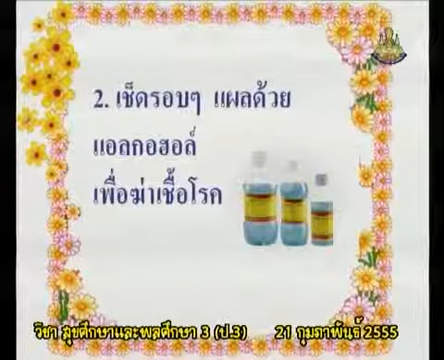 2. เช็ดรอบๆ แผลด้วย
แอลกอฮอล์
เพื่อฆ่าเชื้อโรค
วิชา สุขศึกษาและพลศึกษา 3 (ป.3) 21 กุมภาพันธ์ 2555